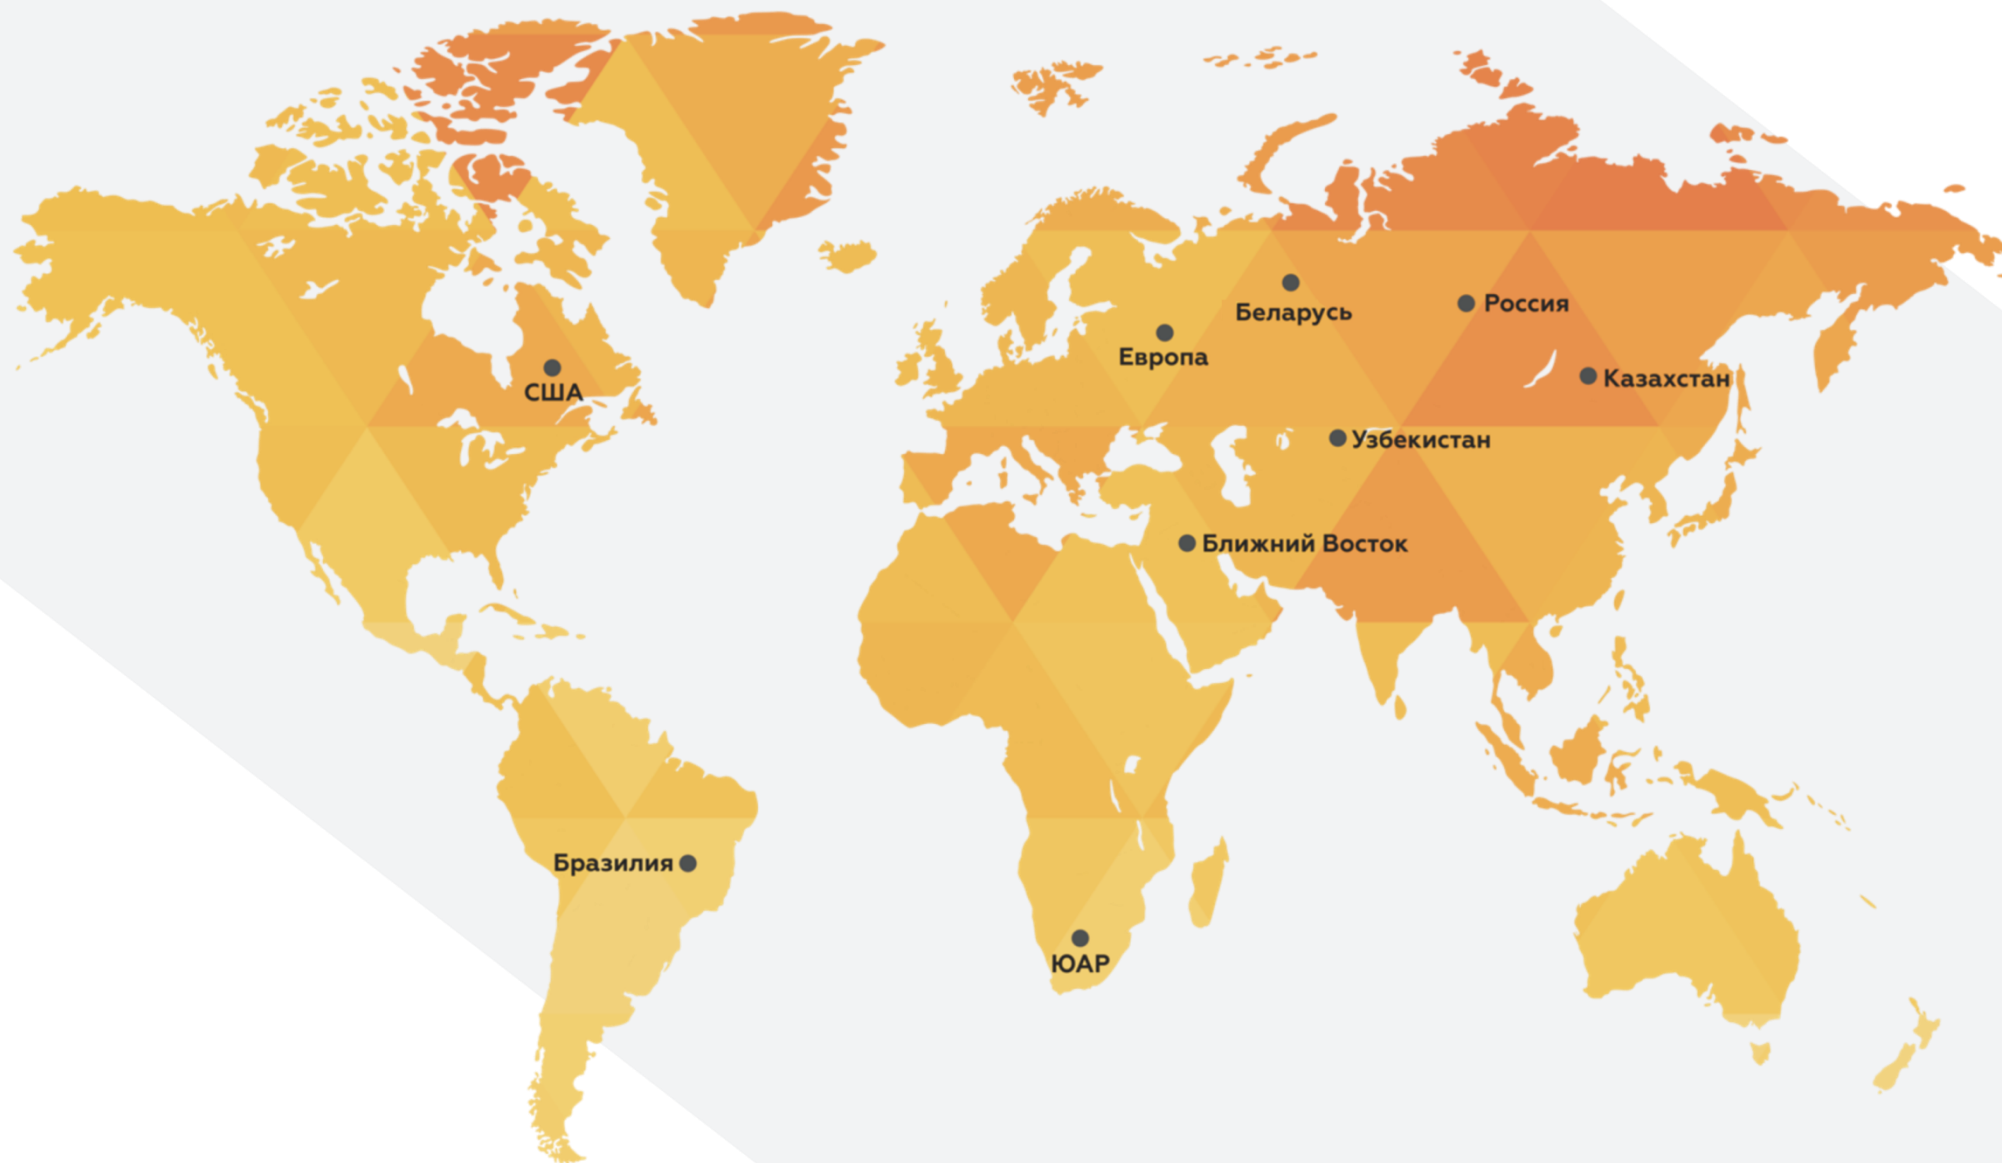 Беларусь
Россия
Европа
Казахстан
США
Узбекистан
Ближний Восток
Бразилия
ЮАР